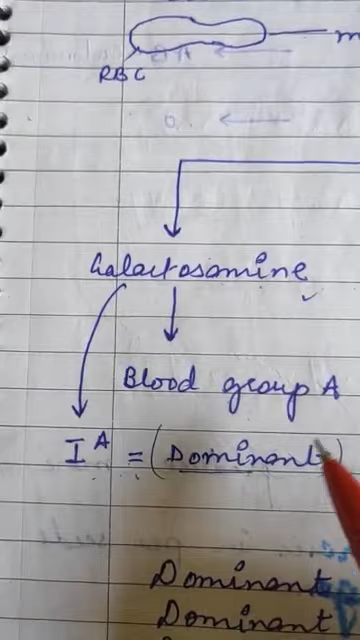 RBC
Galactosamine
Blood group A
I^A = (Dominant)
Dominant
Dominant